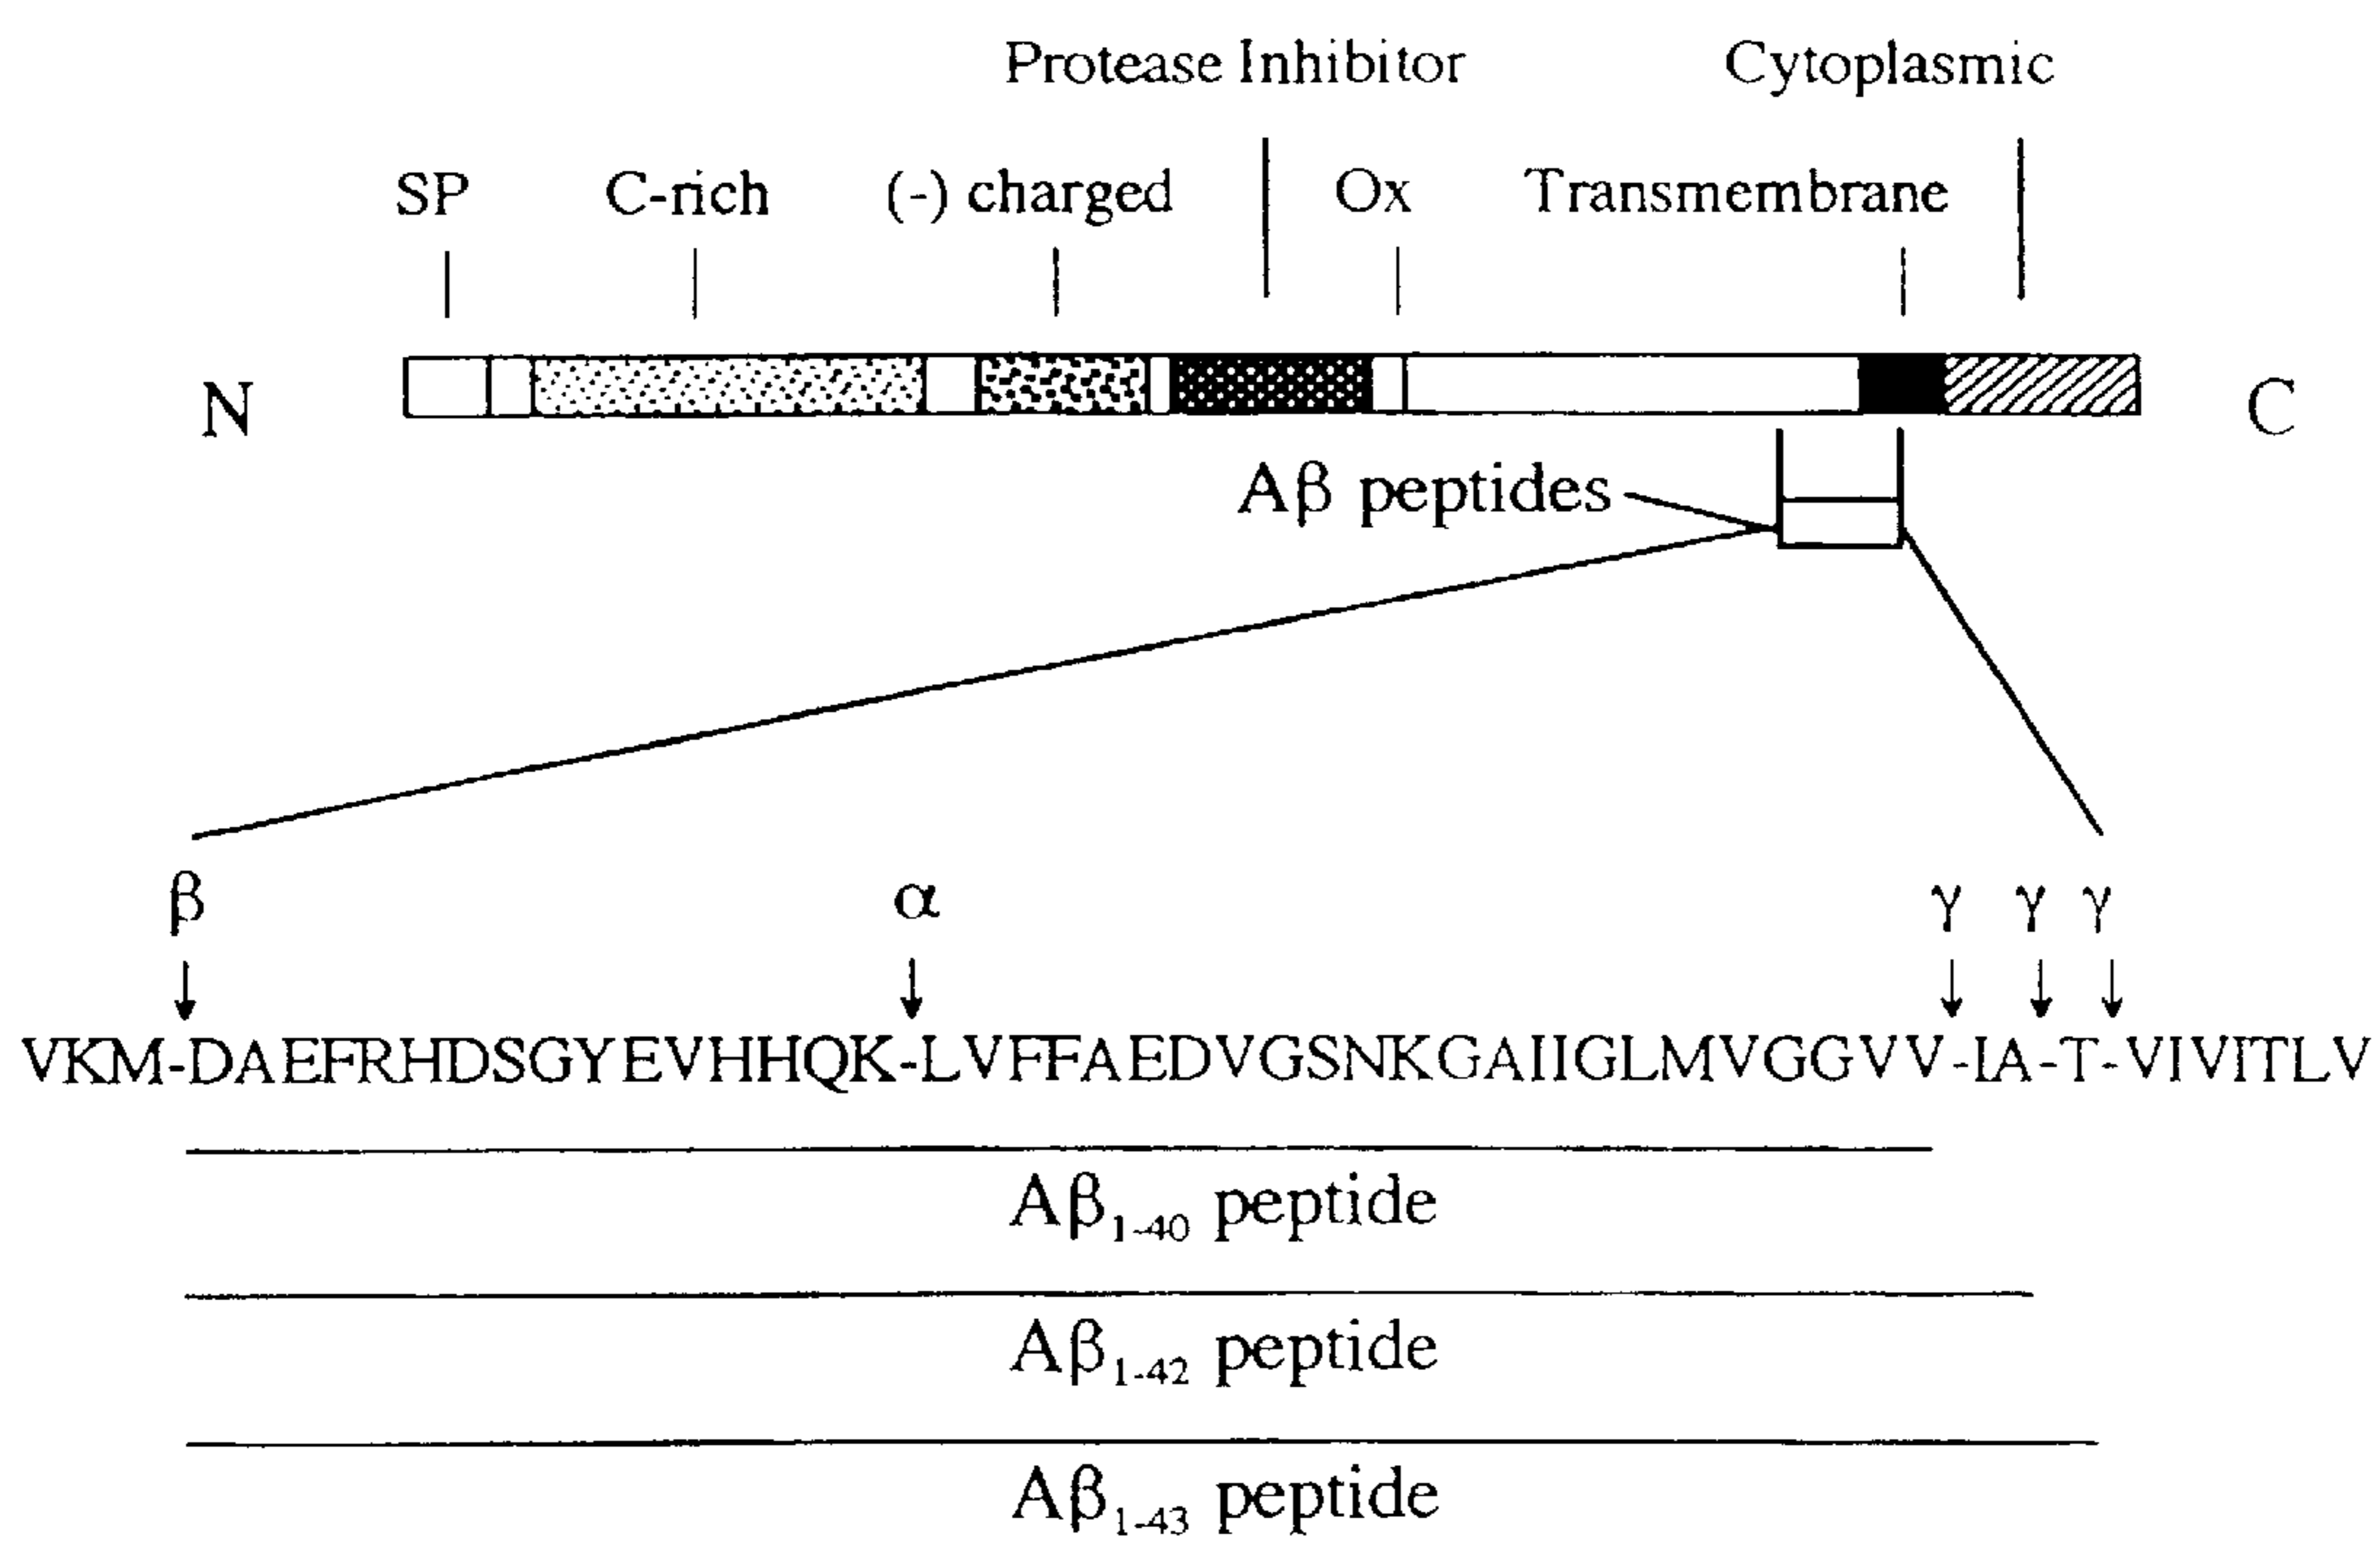 Protease Inhibitor Cytoplasmic
SP C-rich (-) charged Ox Transmembrane
N C
Aβ peptides
β α γ γ γ
VKM-DAEFRHDSGYEVHHQK-LVFFAEDVGSNKGAIIGLMVGGVV-IA-T-VIVITLV
Aβ1-40 peptide
Aβ1-42 peptide
Aβ1-43 peptide